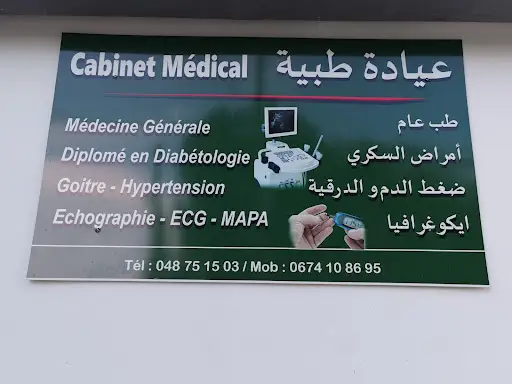 Cabinet Médical عيادة طبية
Médecine Générale طب عام
Diplomé en Diabétologie أمراض السكري
Goitre - Hypertension ضغط الدم و الدرقية
Echographie - ECG - MAPA ايكوغرافيا
Tél : 048 75 15 03 / Mob : 0674 10 86 95